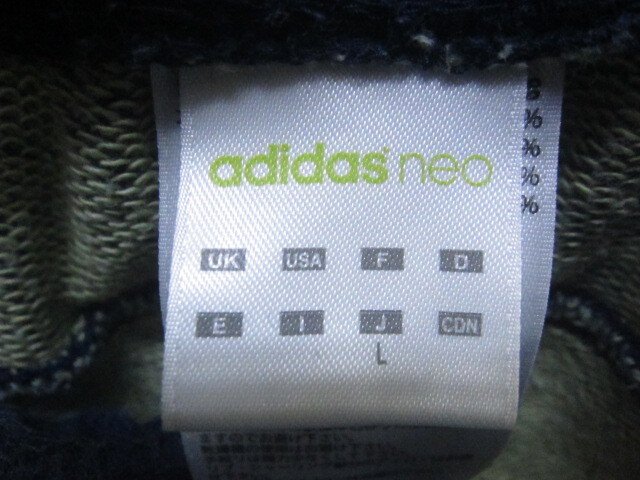 adidas neo
UK USA F D
E I J CDN
L
%
%
%
%